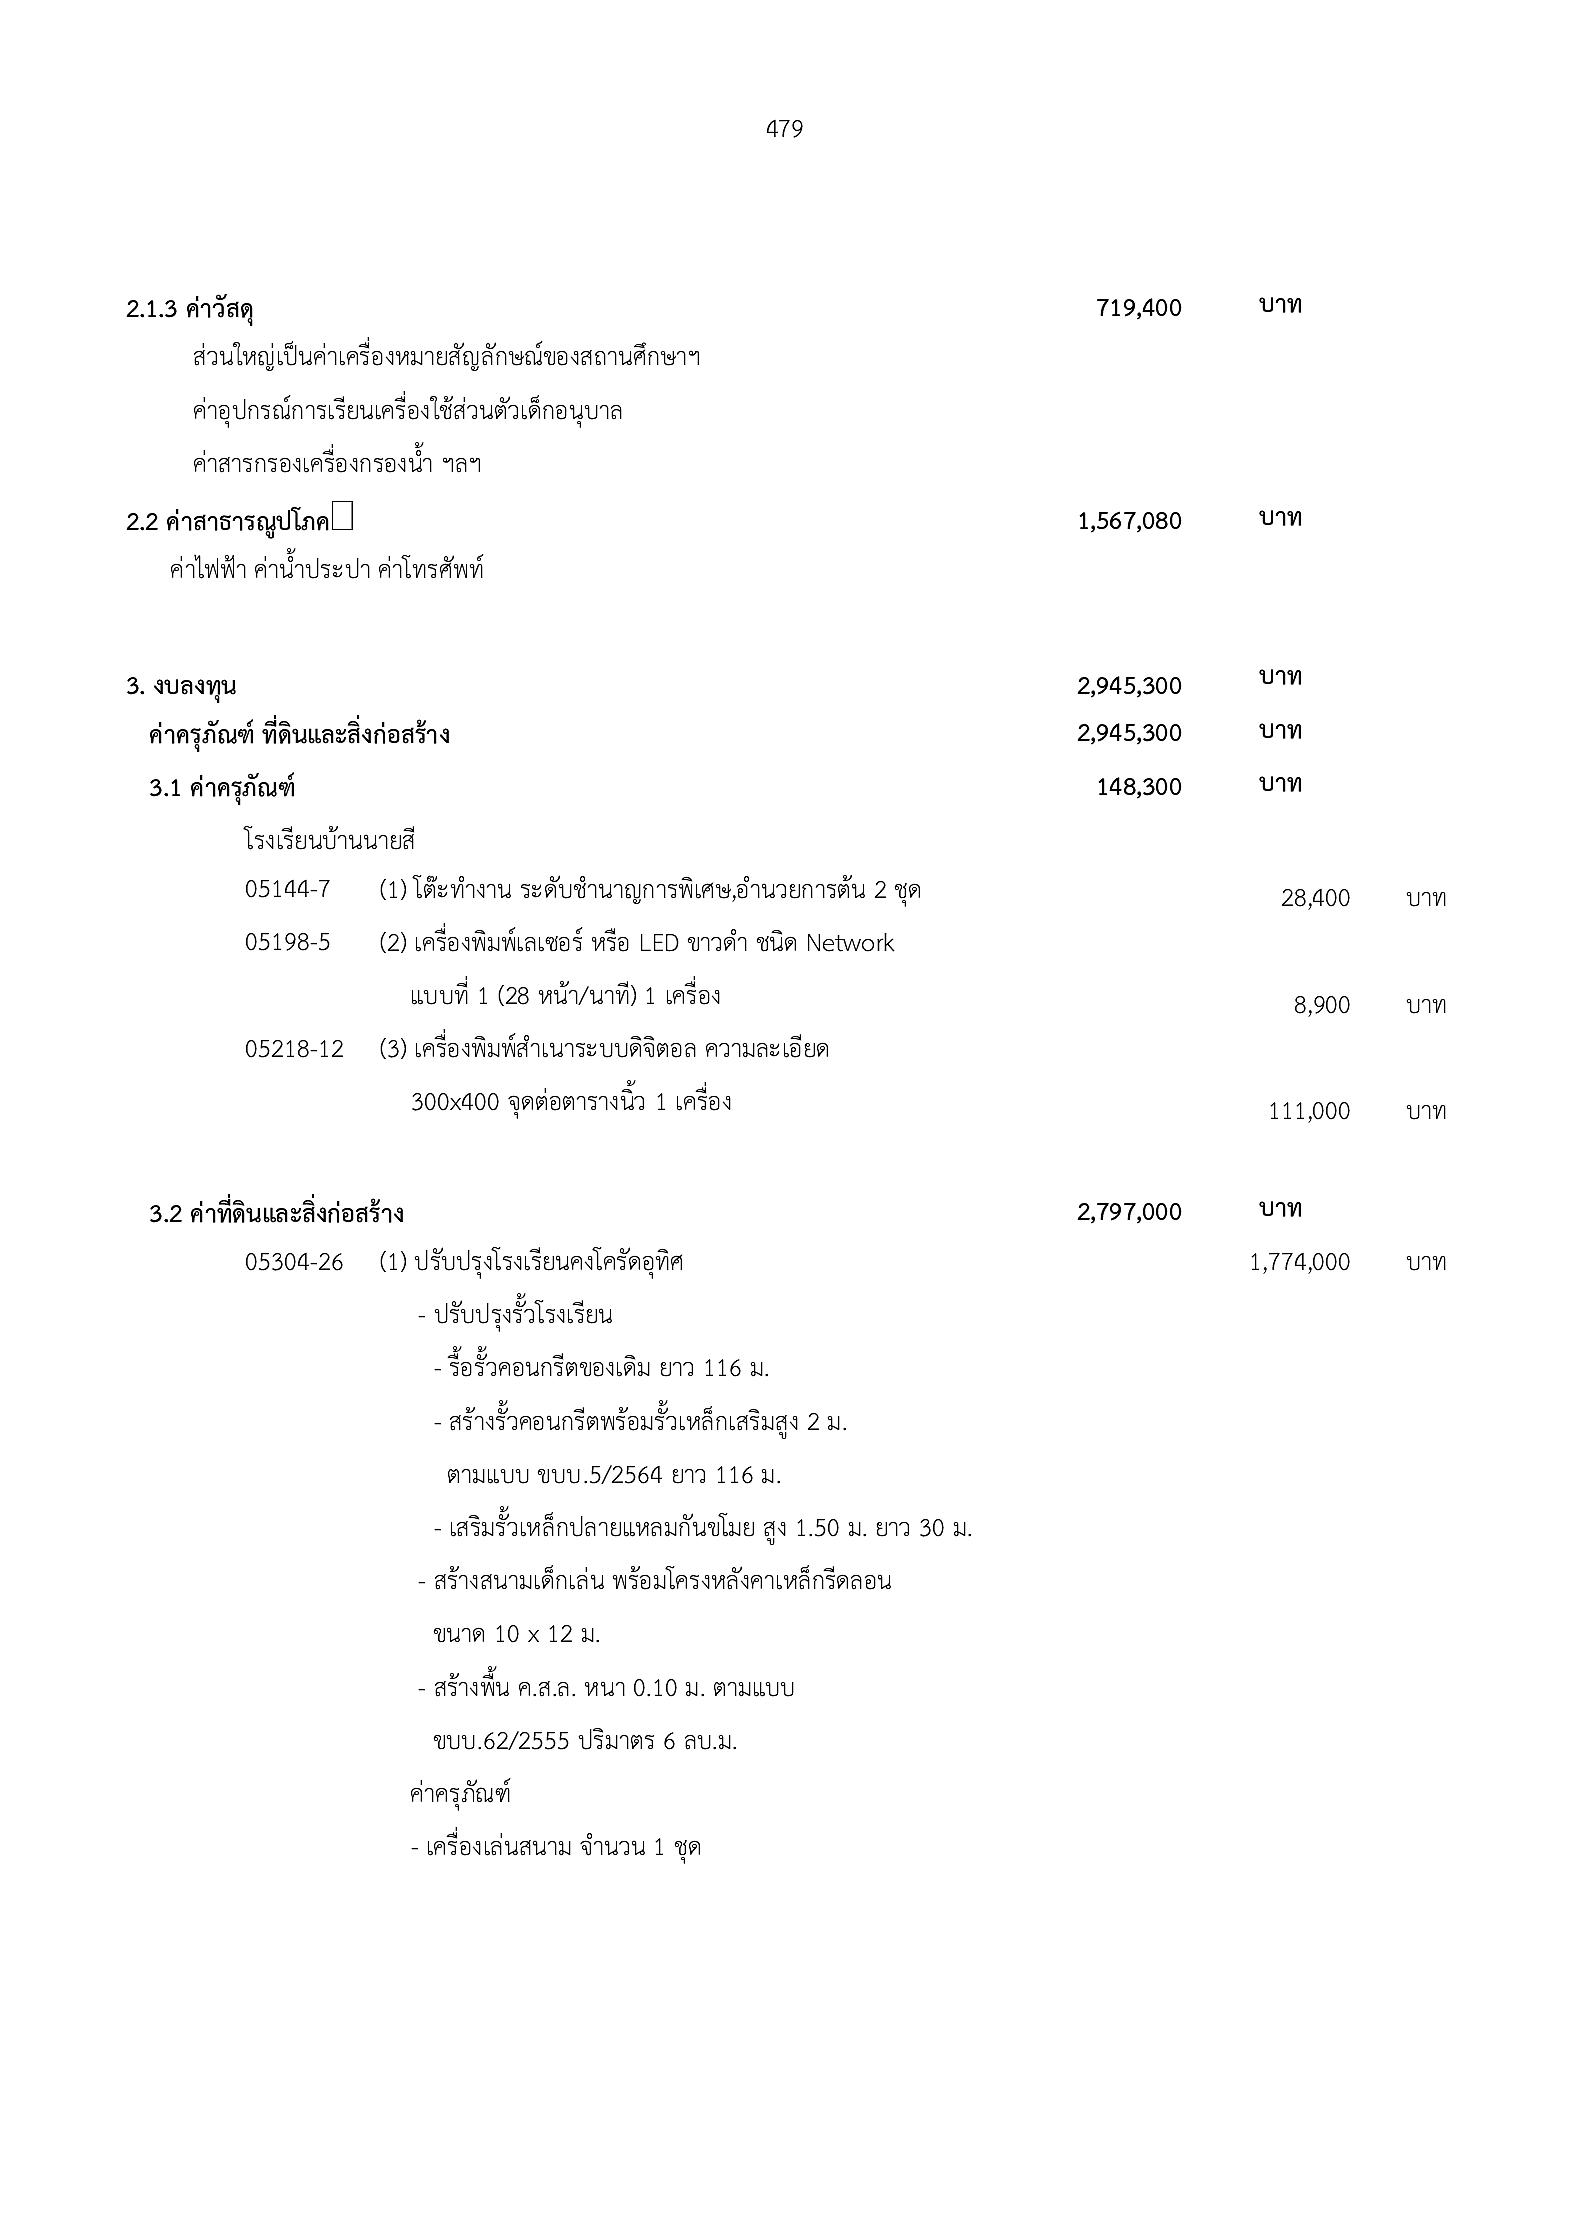 479
2.1.3 ค่าวัสดุ 719,400 บาท
ส่วนใหญ่เป็นค่าเครื่องหมายสัญลักษณ์ของสถานศึกษาฯ
ค่าอุปกรณ์การเรียนเครื่องใช้ส่วนตัวเด็กอนุบาล
ค่าสารกรองเครื่องกรองน้ำ ฯลฯ
2.2 ค่าสาธารณูปโภค 1,567,080 บาท
ค่าไฟฟ้า ค่าน้ำประปา ค่าโทรศัพท์
3. งบลงทุน 2,945,300 บาท
ค่าครุภัณฑ์ ที่ดินและสิ่งก่อสร้าง 2,945,300 บาท
3.1 ค่าครุภัณฑ์ 148,300 บาท
โรงเรียนบ้านนายสี
05144-7 (1) โต๊ะทำงาน ระดับชำนาญการพิเศษ,อำนวยการต้น 2 ชุด 28,400 บาท
05198-5 (2) เครื่องพิมพ์เลเซอร์ หรือ LED ขาวดำ ชนิด Network
แบบที่ 1 (28 หน้า/นาที) 1 เครื่อง 8,900 บาท
05218-12 (3) เครื่องพิมพ์สำเนาระบบดิจิตอล ความละเอียด
300x400 จุดต่อตารางนิ้ว 1 เครื่อง 111,000 บาท
3.2 ค่าที่ดินและสิ่งก่อสร้าง 2,797,000 บาท
05304-26 (1) ปรับปรุงโรงเรียนคงโครัดอุทิศ 1,774,000 บาท
- ปรับปรุงรั้วโรงเรียน
- รื้อรั้วคอนกรีตของเดิม ยาว 116 ม.
- สร้างรั้วคอนกรีตพร้อมรั้วเหล็กเสริมสูง 2 ม.
ตามแบบ ขบบ.5/2564 ยาว 116 ม.
- เสริมรั้วเหล็กปลายแหลมกันขโมย สูง 1.50 ม. ยาว 30 ม.
- สร้างสนามเด็กเล่น พร้อมโครงหลังคาเหล็กรีดลอน
ขนาด 10 x 12 ม.
- สร้างพื้น ค.ส.ล. หนา 0.10 ม. ตามแบบ
ขบบ.62/2555 ปริมาตร 6 ลบ.ม.
ค่าครุภัณฑ์
- เครื่องเล่นสนาม จำนวน 1 ชุด